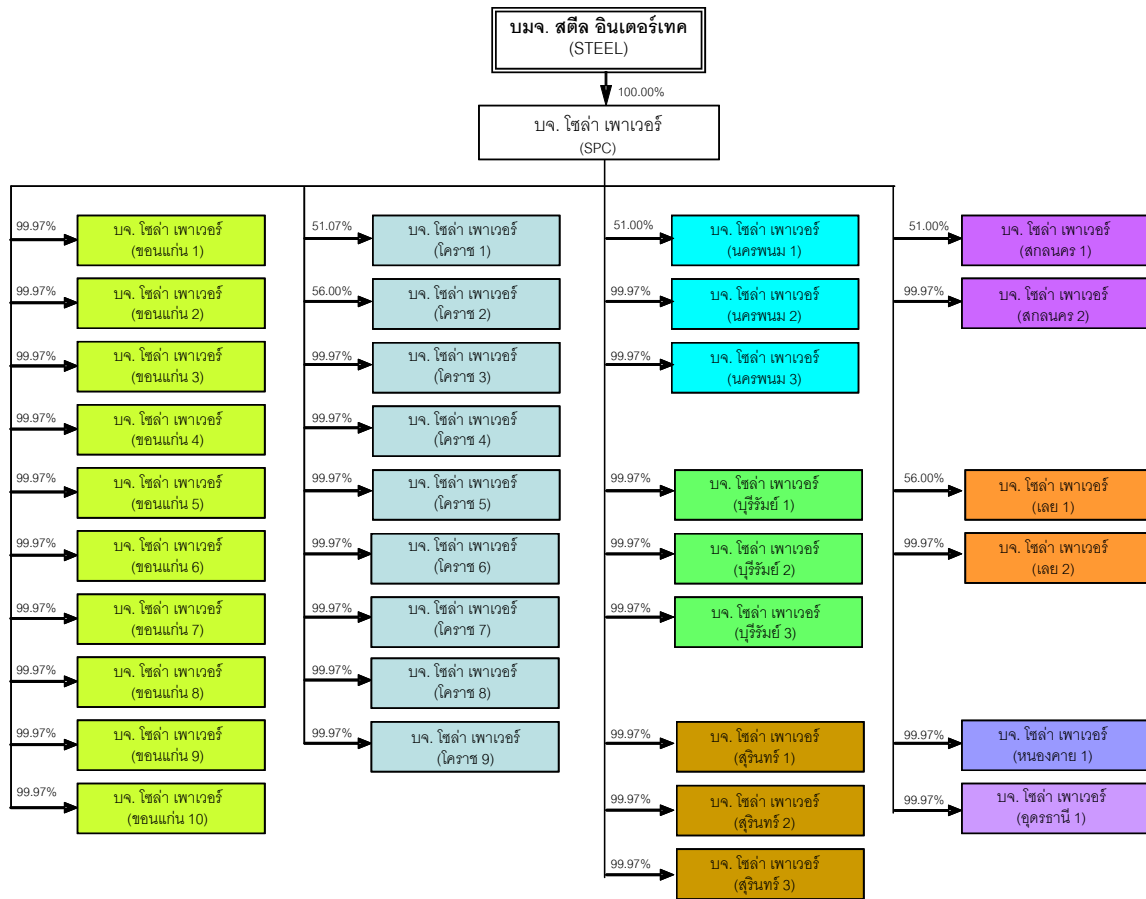 บมจ. สตีล อินเตอร์เทค
(STEEL)
100.00%
บจ. โซล่า เพาเวอร์
(SPC)
99.97%
บจ. โซล่า เพาเวอร์
(ขอนแก่น 1)
99.97%
บจ. โซล่า เพาเวอร์
(ขอนแก่น 2)
99.97%
บจ. โซล่า เพาเวอร์
(ขอนแก่น 3)
99.97%
บจ. โซล่า เพาเวอร์
(ขอนแก่น 4)
99.97%
บจ. โซล่า เพาเวอร์
(ขอนแก่น 5)
99.97%
บจ. โซล่า เพาเวอร์
(ขอนแก่น 6)
99.97%
บจ. โซล่า เพาเวอร์
(ขอนแก่น 7)
99.97%
บจ. โซล่า เพาเวอร์
(ขอนแก่น 8)
99.97%
บจ. โซล่า เพาเวอร์
(ขอนแก่น 9)
99.97%
บจ. โซล่า เพาเวอร์
(ขอนแก่น 10)
51.07%
บจ. โซล่า เพาเวอร์
(โคราช 1)
56.00%
บจ. โซล่า เพาเวอร์
(โคราช 2)
99.97%
บจ. โซล่า เพาเวอร์
(โคราช 3)
99.97%
บจ. โซล่า เพาเวอร์
(โคราช 4)
99.97%
บจ. โซล่า เพาเวอร์
(โคราช 5)
99.97%
บจ. โซล่า เพาเวอร์
(โคราช 6)
99.97%
บจ. โซล่า เพาเวอร์
(โคราช 7)
99.97%
บจ. โซล่า เพาเวอร์
(โคราช 8)
99.97%
บจ. โซล่า เพาเวอร์
(โคราช 9)
51.00%
บจ. โซล่า เพาเวอร์
(นครพนม 1)
99.97%
บจ. โซล่า เพาเวอร์
(นครพนม 2)
99.97%
บจ. โซล่า เพาเวอร์
(นครพนม 3)
99.97%
บจ. โซล่า เพาเวอร์
(บุรีรัมย์ 1)
99.97%
บจ. โซล่า เพาเวอร์
(บุรีรัมย์ 2)
99.97%
บจ. โซล่า เพาเวอร์
(บุรีรัมย์ 3)
99.97%
บจ. โซล่า เพาเวอร์
(สุรินทร์ 1)
99.97%
บจ. โซล่า เพาเวอร์
(สุรินทร์ 2)
99.97%
บจ. โซล่า เพาเวอร์
(สุรินทร์ 3)
51.00%
บจ. โซล่า เพาเวอร์
(สกลนคร 1)
99.97%
บจ. โซล่า เพาเวอร์
(สกลนคร 2)
56.00%
บจ. โซล่า เพาเวอร์
(เลย 1)
99.97%
บจ. โซล่า เพาเวอร์
(เลย 2)
99.97%
บจ. โซล่า เพาเวอร์
(หนองคาย 1)
99.97%
บจ. โซล่า เพาเวอร์
(อุดรธานี 1)